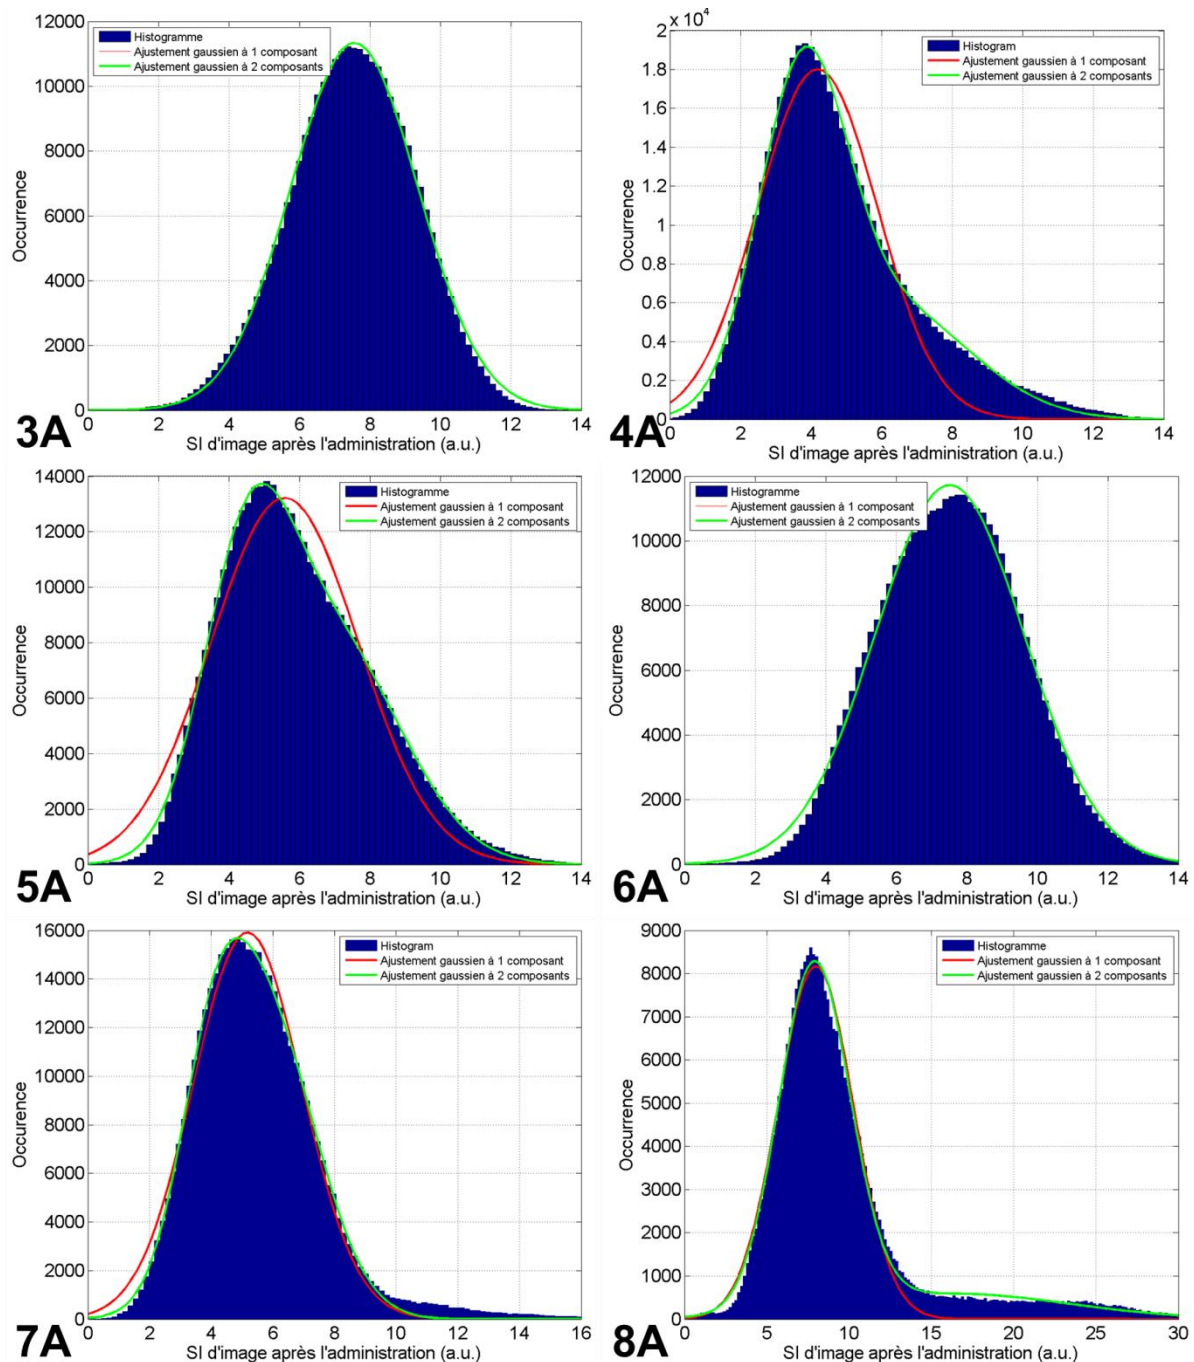 12000
10000
8000
6000
4000
2000
0
Occurrence
Histogramme
Ajustement gaussien à 1 composant
Ajustement gaussien à 2 composants
0 2 4 6 8 10 12 14
SI d'image après l'administration (a.u.)
3A
2 x 10^4
1.8
1.6
1.4
1.2
1
0.8
0.6
0.4
0.2
0
Occurrence
Histogram
Ajustement gaussien à 1 composant
Ajustement gaussien à 2 composants
0 2 4 6 8 10 12 14
SI d'image après l'administration (a.u.)
4A
14000
12000
10000
8000
6000
4000
2000
0
Occurrence
Histogramme
Ajustement gaussien à 1 composant
Ajustement gaussien à 2 composants
0 2 4 6 8 10 12 14
SI d'image après l'administration (a.u.)
5A
12000
10000
8000
6000
4000
2000
0
Occurrence
Histogramme
Ajustement gaussien à 1 composant
Ajustement gaussien à 2 composants
0 2 4 6 8 10 12 14
SI d'image après l'administration (a.u.)
6A
16000
14000
12000
10000
8000
6000
4000
2000
0
Occurrence
Histogram
Ajustement gaussien à 1 composant
Ajustement gaussien à 2 composants
0 2 4 6 8 10 12 14 16
SI d'image après l'administration (a.u.)
7A
9000
8000
7000
6000
5000
4000
3000
2000
1000
0
Occurrence
Histogramme
Ajustement gaussien à 1 composant
Ajustement gaussien à 2 composants
0 5 10 15 20 25 30
SI d'image après l'administration (a.u.)
8A